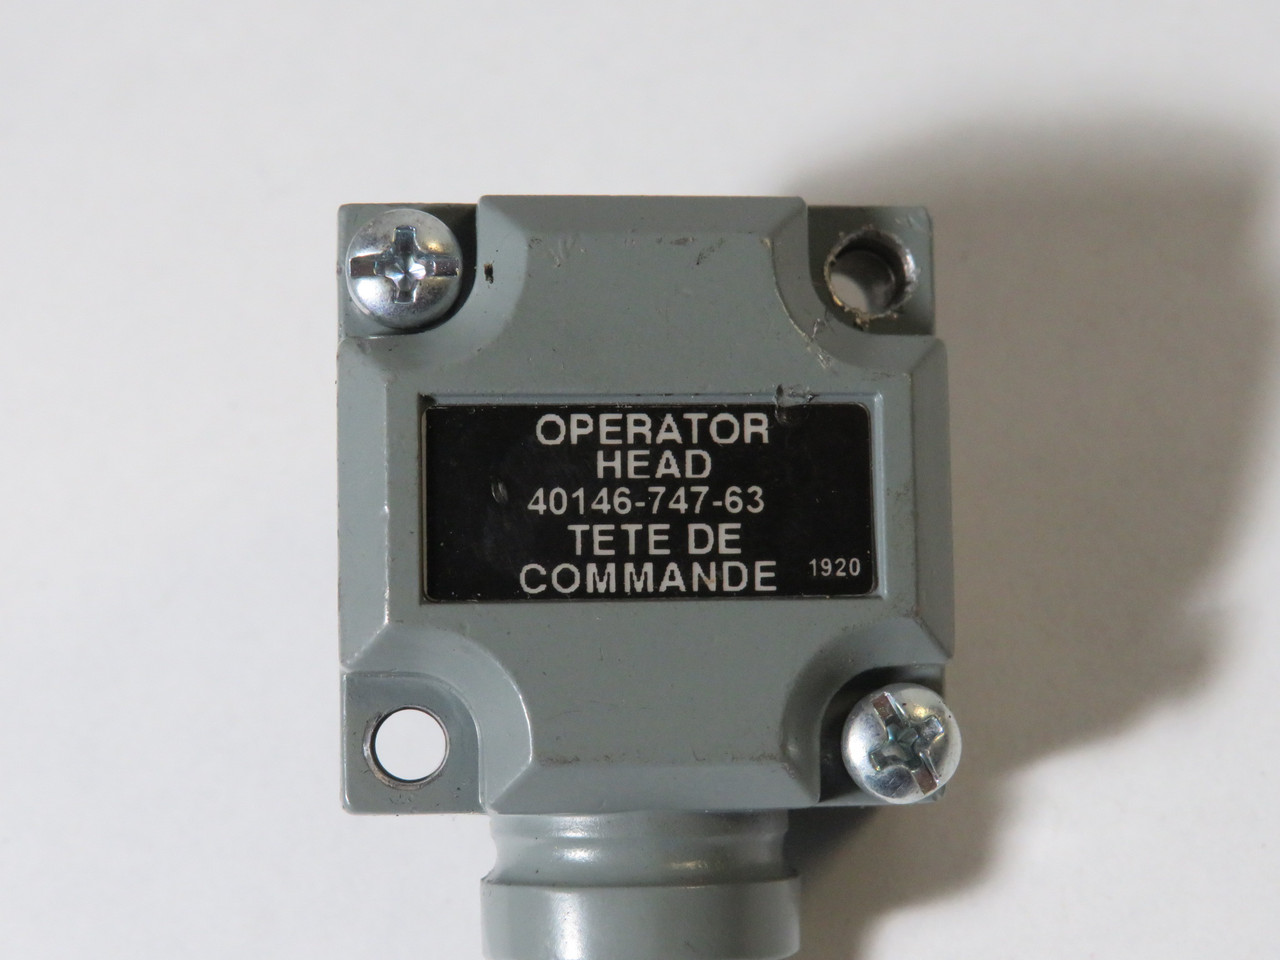 OPERATOR
HEAD
40146-747-63
TETE DE
COMMANDE 1920